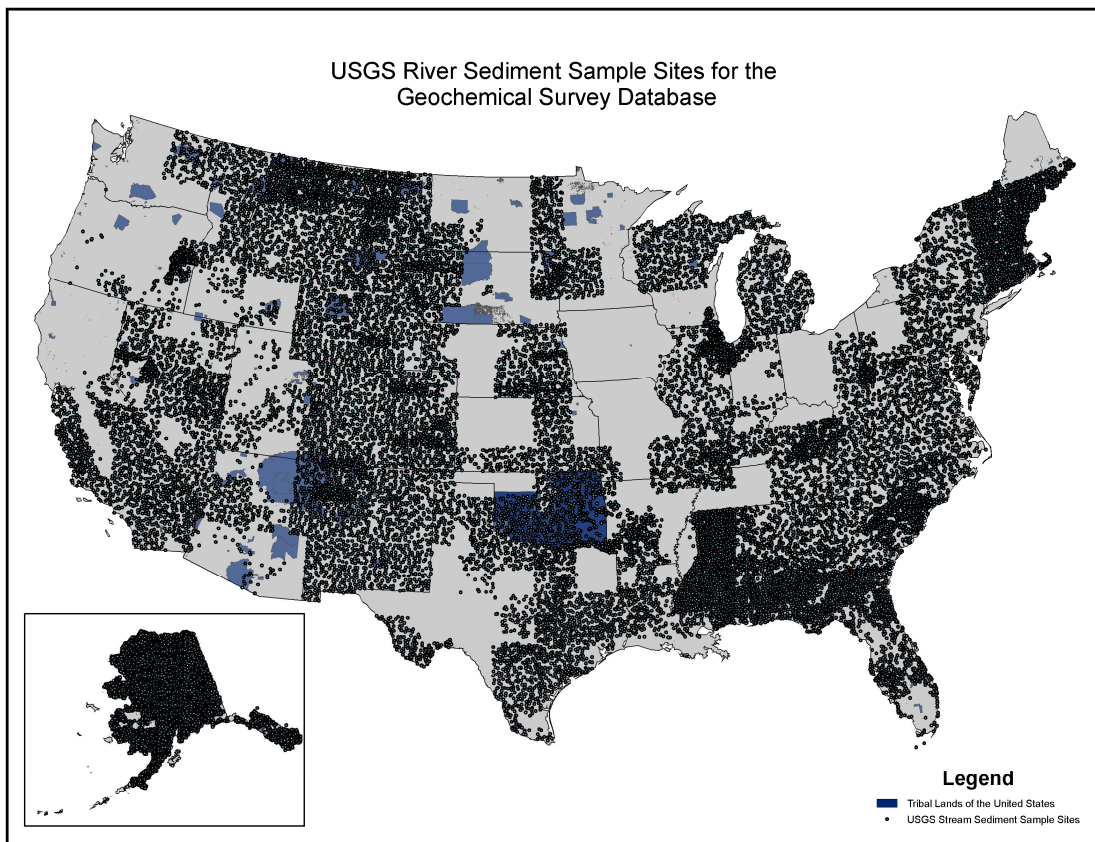 USGS River Sediment Sample Sites for the
Geochemical Survey Database
Legend
Tribal Lands of the United States
USGS Stream Sediment Sample Sites